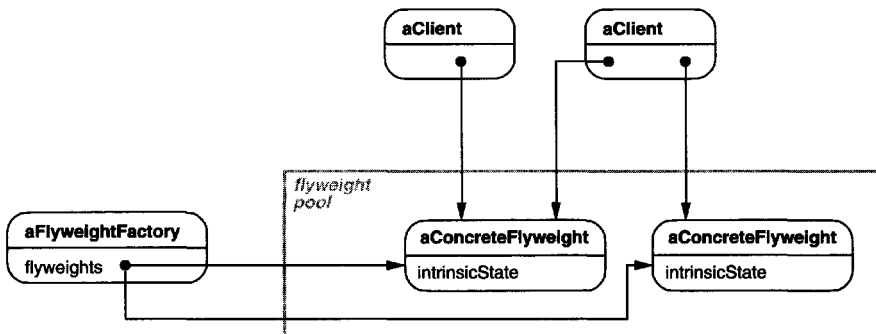 aClient
aClient
flyweight
pool
aFlyweightFactory
flyweights
aConcreteFlyweight
intrinsicState
aConcreteFlyweight
intrinsicState